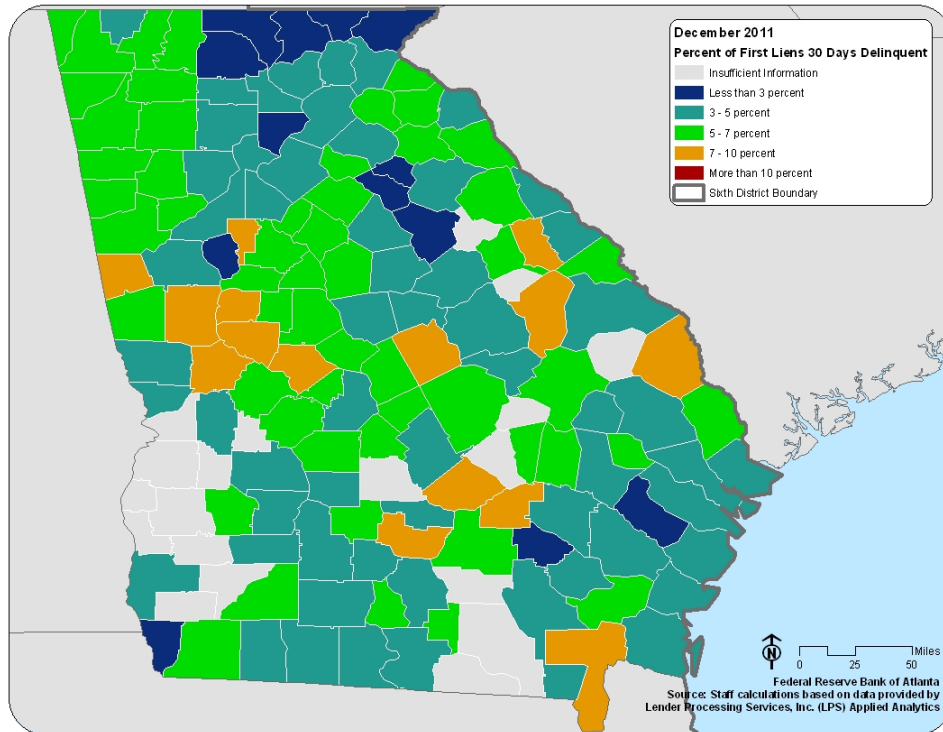 December 2011
Percent of First Liens 30 Days Delinquent
Insufficient Information
Less than 3 percent
3 - 5 percent
5 - 7 percent
7 - 10 percent
More than 10 percent
Sixth District Boundary
N
Miles
0 25 50
Federal Reserve Bank of Atlanta
Source: Staff calculations based on data provided by
Lender Processing Services, Inc. (LPS) Applied Analytics